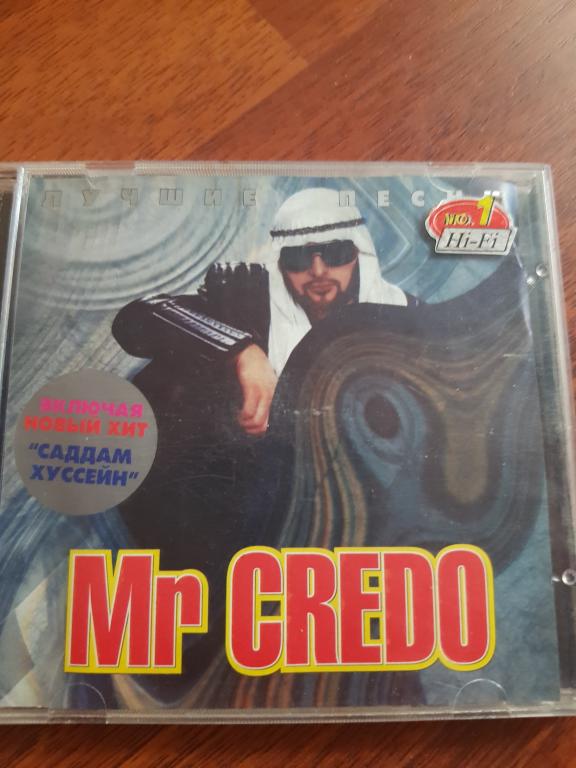 ЛУЧШИЕ ПЕСНИ
NO. 1
Hi-Fi
ВКЛЮЧАЯ
НОВЫЙ ХИТ
"САДДАМ
ХУССЕЙН"
Mr CREDO